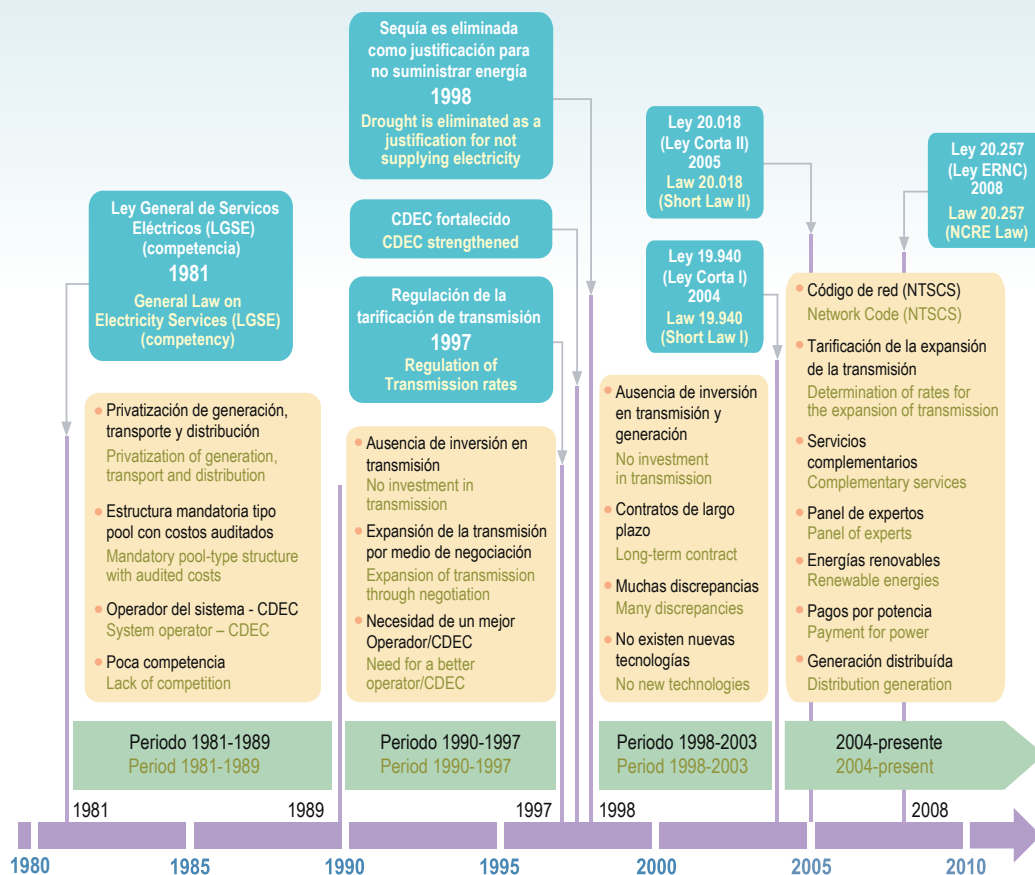 Sequía es eliminada
como justificación para
no suministrar energía
1998
Drought is eliminated as a
justification for not
supplying electricity
CDEC fortalecido
CDEC strengthened
Regulación de la
tarificación de transmisión
1997
Regulation of
Transmission rates
Ley General de Servicos
Eléctricos (LGSE)
(competencia)
1981
General Law on
Electricity Services (LGSE)
(competency)
Ley 20.018
(Ley Corta II)
2005
Law 20.018
(Short Law II)
Ley 19.940
(Ley Corta I)
2004
Law 19.940
(Short Law I)
Ley 20.257
(Ley ERNC)
2008
Law 20.257
(NCRE Law)
• Privatización de generación,
transporte y distribución
Privatization of generation,
transport and distribution
• Estructura mandatoria tipo
pool con costos auditados
Mandatory pool-type structure
with audited costs
• Operador del sistema - CDEC
System operator – CDEC
• Poca competencia
Lack of competition
• Ausencia de inversión en
transmisión
No investment in
transmission
• Expansión de la transmisión
por medio de negociación
Expansion of transmission
through negotiation
• Necesidad de un mejor
Operador/CDEC
Need for a better
operator/CDEC
• Ausencia de inversión
en transmisión y
generación
No investment
in transmission
• Contratos de largo
plazo
Long-term contract
• Muchas discrepancias
Many discrepancies
• No existen nuevas
tecnologías
No new technologies
• Código de red (NTSCS)
Network Code (NTSCS)
• Tarificación de la expansión
de la transmisión
Determination of rates for
the expansion of transmission
• Servicios
complementarios
Complementary services
• Panel de expertos
Panel of experts
• Energías renovables
Renewable energies
• Pagos por potencia
Payment for power
• Generación distribuída
Distribution generation
Periodo 1981-1989
Period 1981-1989
Periodo 1990-1997
Period 1990-1997
Periodo 1998-2003
Period 1998-2003
2004-presente
2004-present
1981 1989 1997 1998 2008
1980 1985 1990 1995 2000 2005 2010